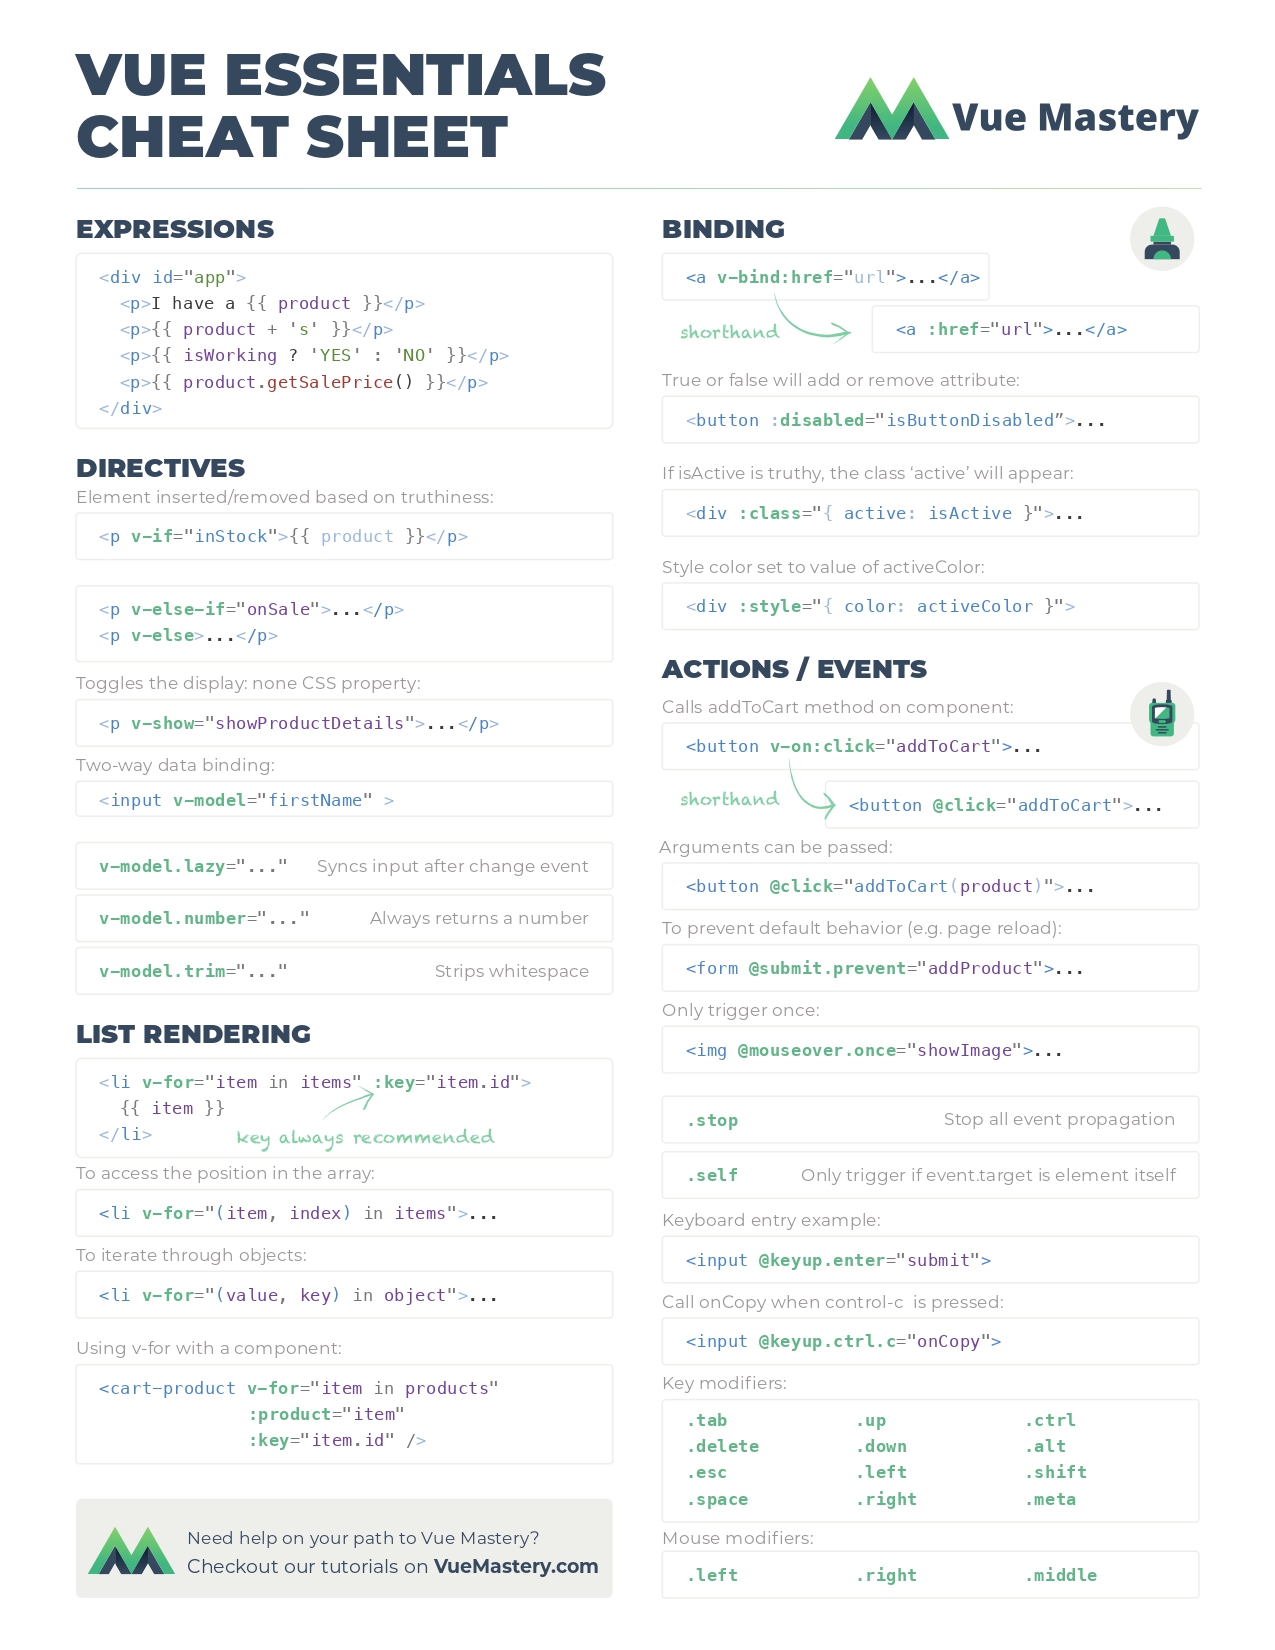 VUE ESSENTIALS
CHEAT SHEET
Vue Mastery
EXPRESSIONS
<div id="app">
  <p>I have a {{ product }}</p>
  <p>{{ product + 's' }}</p>
  <p>{{ isWorking ? 'YES' : 'NO' }}</p>
  <p>{{ product.getSalePrice() }}</p>
</div>
DIRECTIVES
Element inserted/removed based on truthiness:
<p v-if="inStock">{{ product }}</p>
<p v-else-if="onSale">...</p>
<p v-else>...</p>
Toggles the display: none CSS property:
<p v-show="showProductDetails">...</p>
Two-way data binding:
<input v-model="firstName" >
v-model.lazy="..." Syncs input after change event
v-model.number="..." Always returns a number
v-model.trim="..." Strips whitespace
LIST RENDERING
<li v-for="item in items" :key="item.id">
  {{ item }}
</li>
key always recommended
To access the position in the array:
<li v-for="(item, index) in items">...
To iterate through objects:
<li v-for="(value, key) in object">...
Using v-for with a component:
<cart-product v-for="item in products"
:product="item"
:key="item.id" />
Need help on your path to Vue Mastery?
Checkout our tutorials on VueMastery.com
BINDING
<a v-bind:href="url">...</a>
shorthand
<a :href="url">...</a>
True or false will add or remove attribute:
<button :disabled="isButtonDisabled”>...
If isActive is truthy, the class ‘active’ will appear:
<div :class="{ active: isActive }">...
Style color set to value of activeColor:
<div :style="{ color: activeColor }">
ACTIONS / EVENTS
Calls addToCart method on component:
<button v-on:click="addToCart">...
shorthand
<button @click="addToCart">...
Arguments can be passed:
<button @click="addToCart(product)">...
To prevent default behavior (e.g. page reload):
<form @submit.prevent="addProduct">...
Only trigger once:
<img @mouseover.once="showImage">...
.stop Stop all event propagation
.self Only trigger if event.target is element itself
Keyboard entry example:
<input @keyup.enter="submit">
Call onCopy when control-c  is pressed:
<input @keyup.ctrl.c="onCopy">
Key modifiers:
.tab .up .ctrl
.delete .down .alt
.esc .left .shift
.space .right .meta
Mouse modifiers:
.left .right .middle